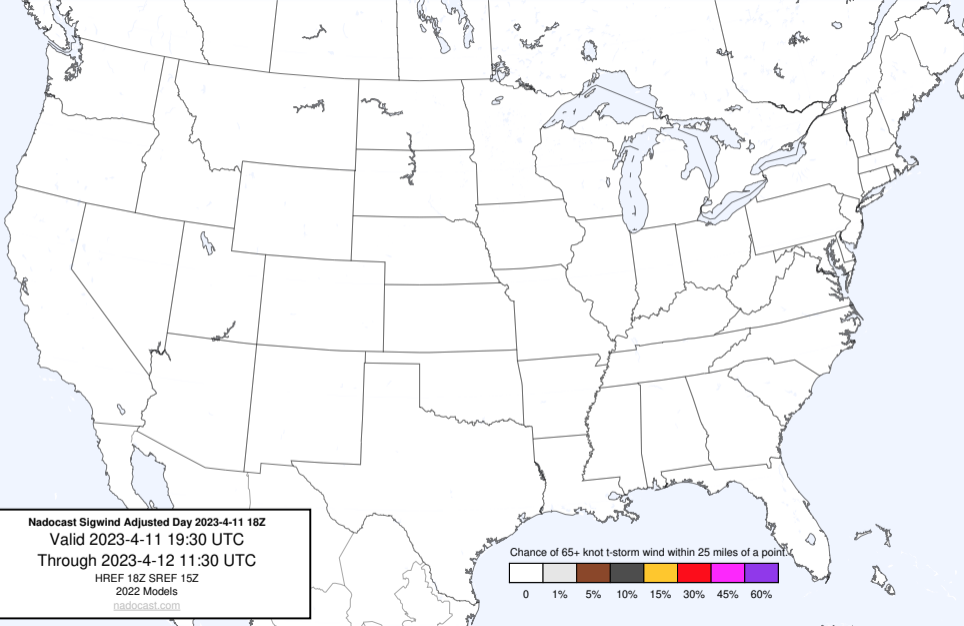 Nadocast Sigwind Adjusted Day 2023-4-11 18Z
Valid 2023-4-11 19:30 UTC
Through 2023-4-12 11:30 UTC
HREF 18Z SREF 15Z
2022 Models
nadocast.com
Chance of 65+ knot t-storm wind within 25 miles of a point.
0 1% 5% 10% 15% 30% 45% 60%